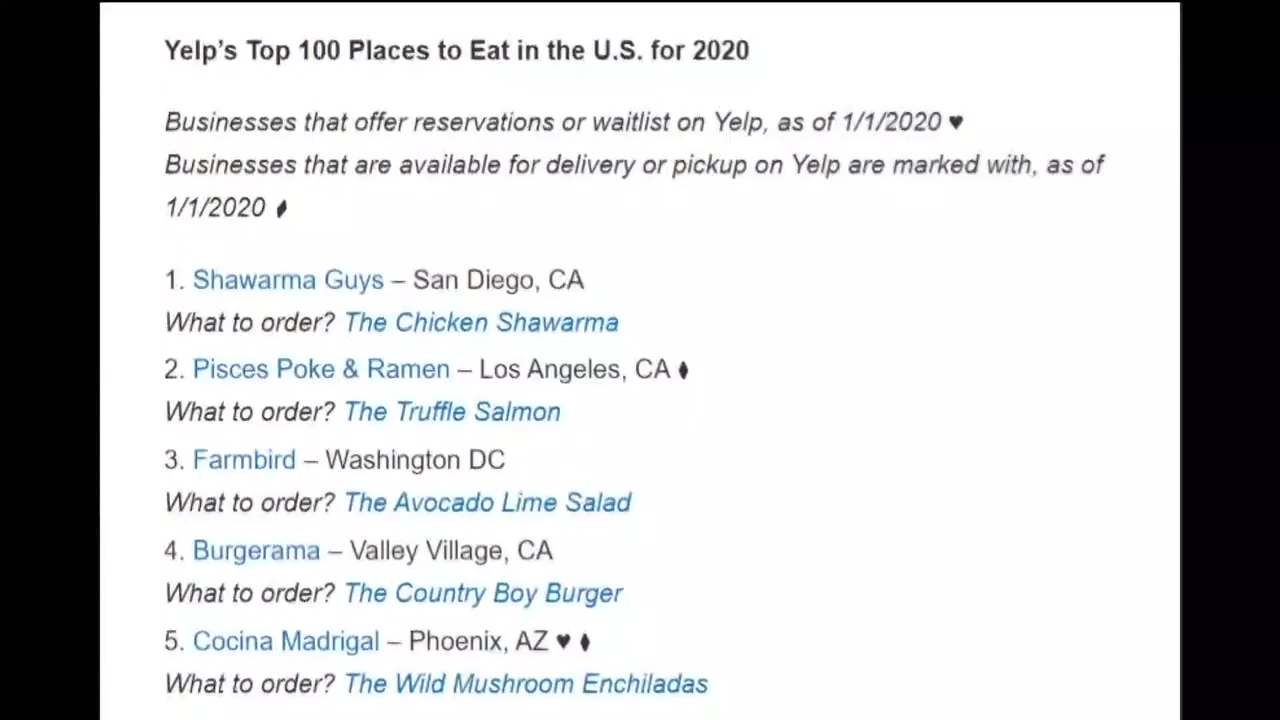 Yelp's Top 100 Places to Eat in the U.S. for 2020
Businesses that offer reservations or waitlist on Yelp, as of 1/1/2020 ♥
Businesses that are available for delivery or pickup on Yelp are marked with, as of
1/1/2020 ♦
1. Shawarma Guys – San Diego, CA
What to order? The Chicken Shawarma
2. Pisces Poke & Ramen – Los Angeles, CA ♦
What to order? The Truffle Salmon
3. Farmbird – Washington DC
What to order? The Avocado Lime Salad
4. Burgerama – Valley Village, CA
What to order? The Country Boy Burger
5. Cocina Madrigal – Phoenix, AZ ♥ ♦
What to order? The Wild Mushroom Enchiladas